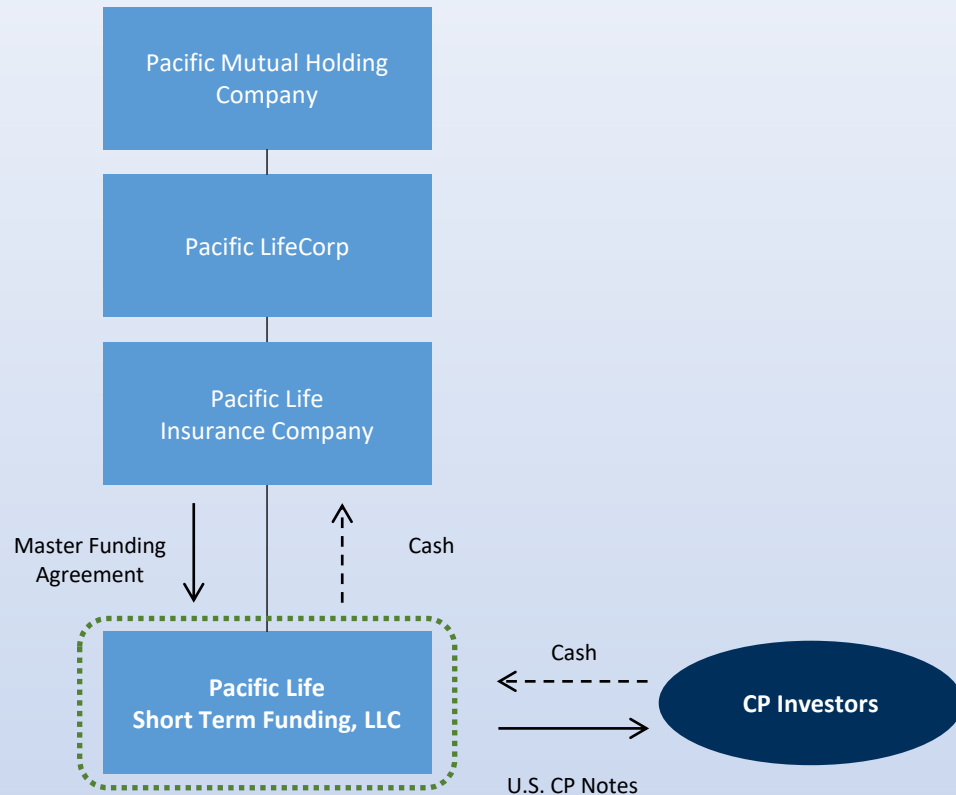 Pacific Mutual Holding
Company
Pacific LifeCorp
Pacific Life
Insurance Company
Master Funding
Agreement
Cash
Pacific Life
Short Term Funding, LLC
Cash
U.S. CP Notes
CP Investors